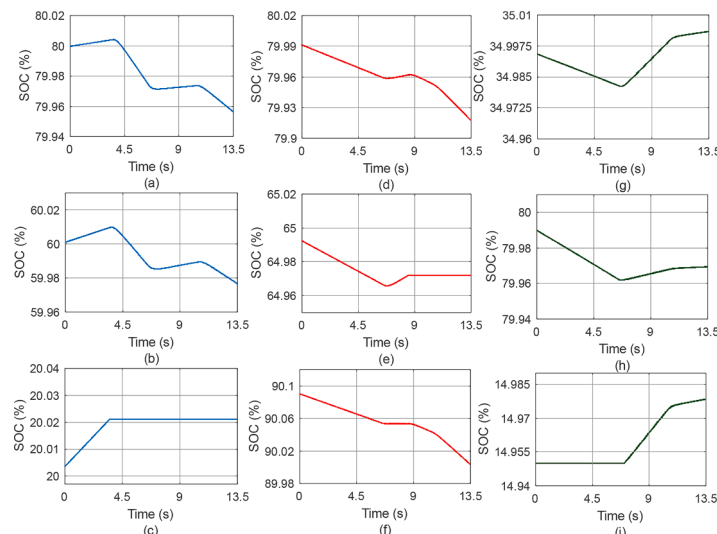 80.02
80
79.98
79.96
79.94
SOC (%)
0 4.5 9 13.5
Time (s)
(a)
80.02
79.99
79.96
79.93
79.9
SOC (%)
0 4.5 9 13.5
Time (s)
(d)
35.01
34.9975
34.985
34.9725
34.96
SOC (%)
0 4.5 9 13.5
Time (s)
(g)
60.02
60
59.98
59.96
SOC (%)
0 4.5 9 13.5
Time (s)
(b)
65.02
65
64.98
64.96
SOC (%)
0 4.5 9 13.5
Time (s)
(e)
80
79.98
79.96
79.94
SOC (%)
0 4.5 9 13.5
Time (s)
(h)
20.04
20.03
20.02
20.01
20
SOC (%)
0 4.5 9 13.5
Time (s)
(c)
90.1
90.06
90.02
89.98
SOC (%)
0 4.5 9 13.5
Time (s)
(f)
14.985
14.97
14.955
14.94
SOC (%)
0 4.5 9 13.5
Time (s)
(i)